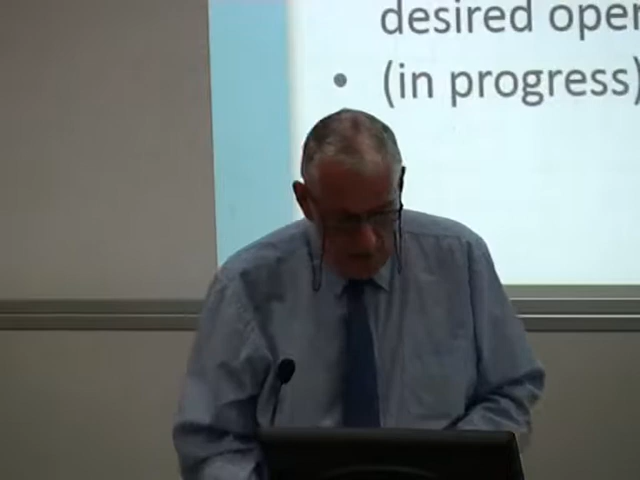 desired oper
• (in progress)